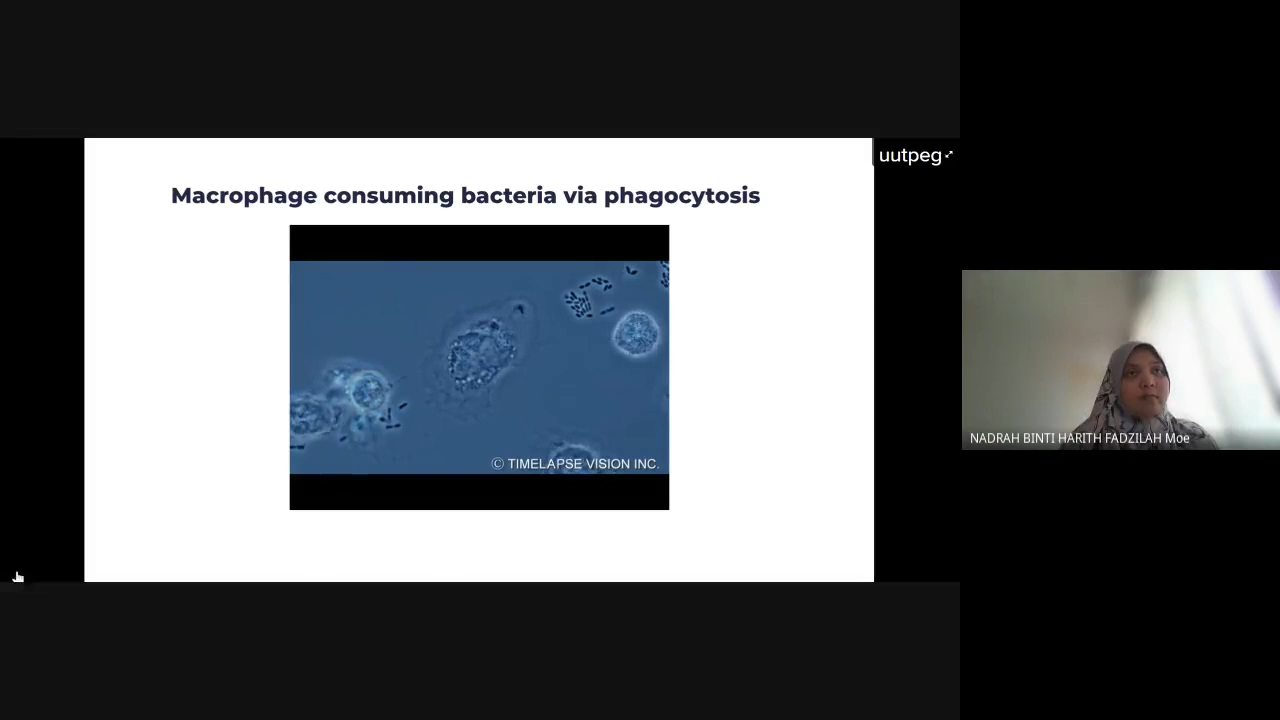 uutpeg
Macrophage consuming bacteria via phagocytosis
© TIMELAPSE VISION INC.
NADRAH BINTI HARITH FADZILAH Moe